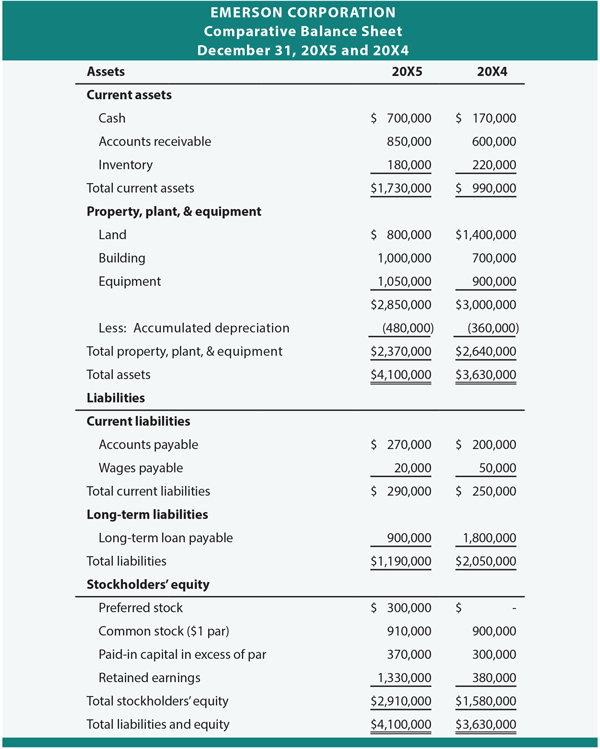 EMERSON CORPORATION
Comparative Balance Sheet
December 31, 20X5 and 20X4
Assets 20X5 20X4
Current assets
Cash $ 700,000 $ 170,000
Accounts receivable 850,000 600,000
Inventory 180,000 220,000
Total current assets $1,730,000 $ 990,000
Property, plant, & equipment
Land $ 800,000 $1,400,000
Building 1,000,000 700,000
Equipment 1,050,000 900,000
$2,850,000 $3,000,000
Less: Accumulated depreciation (480,000) (360,000)
Total property, plant, & equipment $2,370,000 $2,640,000
Total assets $4,100,000 $3,630,000
Liabilities
Current liabilities
Accounts payable $ 270,000 $ 200,000
Wages payable 20,000 50,000
Total current liabilities $ 290,000 $ 250,000
Long-term liabilities
Long-term loan payable 900,000 1,800,000
Total liabilities $1,190,000 $2,050,000
Stockholders’ equity
Preferred stock $ 300,000 $ -
Common stock ($1 par) 910,000 900,000
Paid-in capital in excess of par 370,000 300,000
Retained earnings 1,330,000 380,000
Total stockholders’ equity $2,910,000 $1,580,000
Total liabilities and equity $4,100,000 $3,630,000